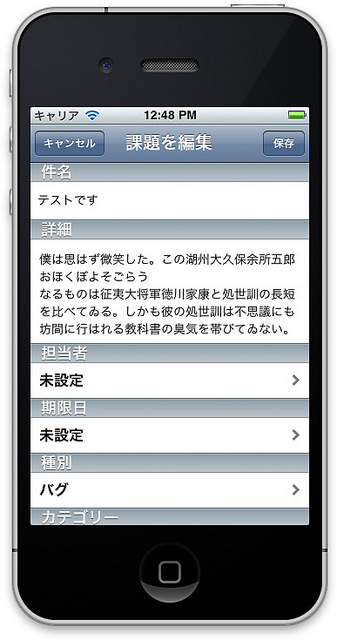 キャリア 12:48 PM
キャンセル 課題を編集 保存
件名
テストです
詳細
僕は思はず微笑した。この湖州大久保余所五郎
おほくぼよそごらう
なるものは征夷大将軍徳川家康と処世訓の長短
を比べてゐる。しかも彼の処世訓は不思議にも
坊間に行はれる教科書の臭気を帯びてゐない。
担当者
未設定
期限日
未設定
種別
バグ
カテゴリー